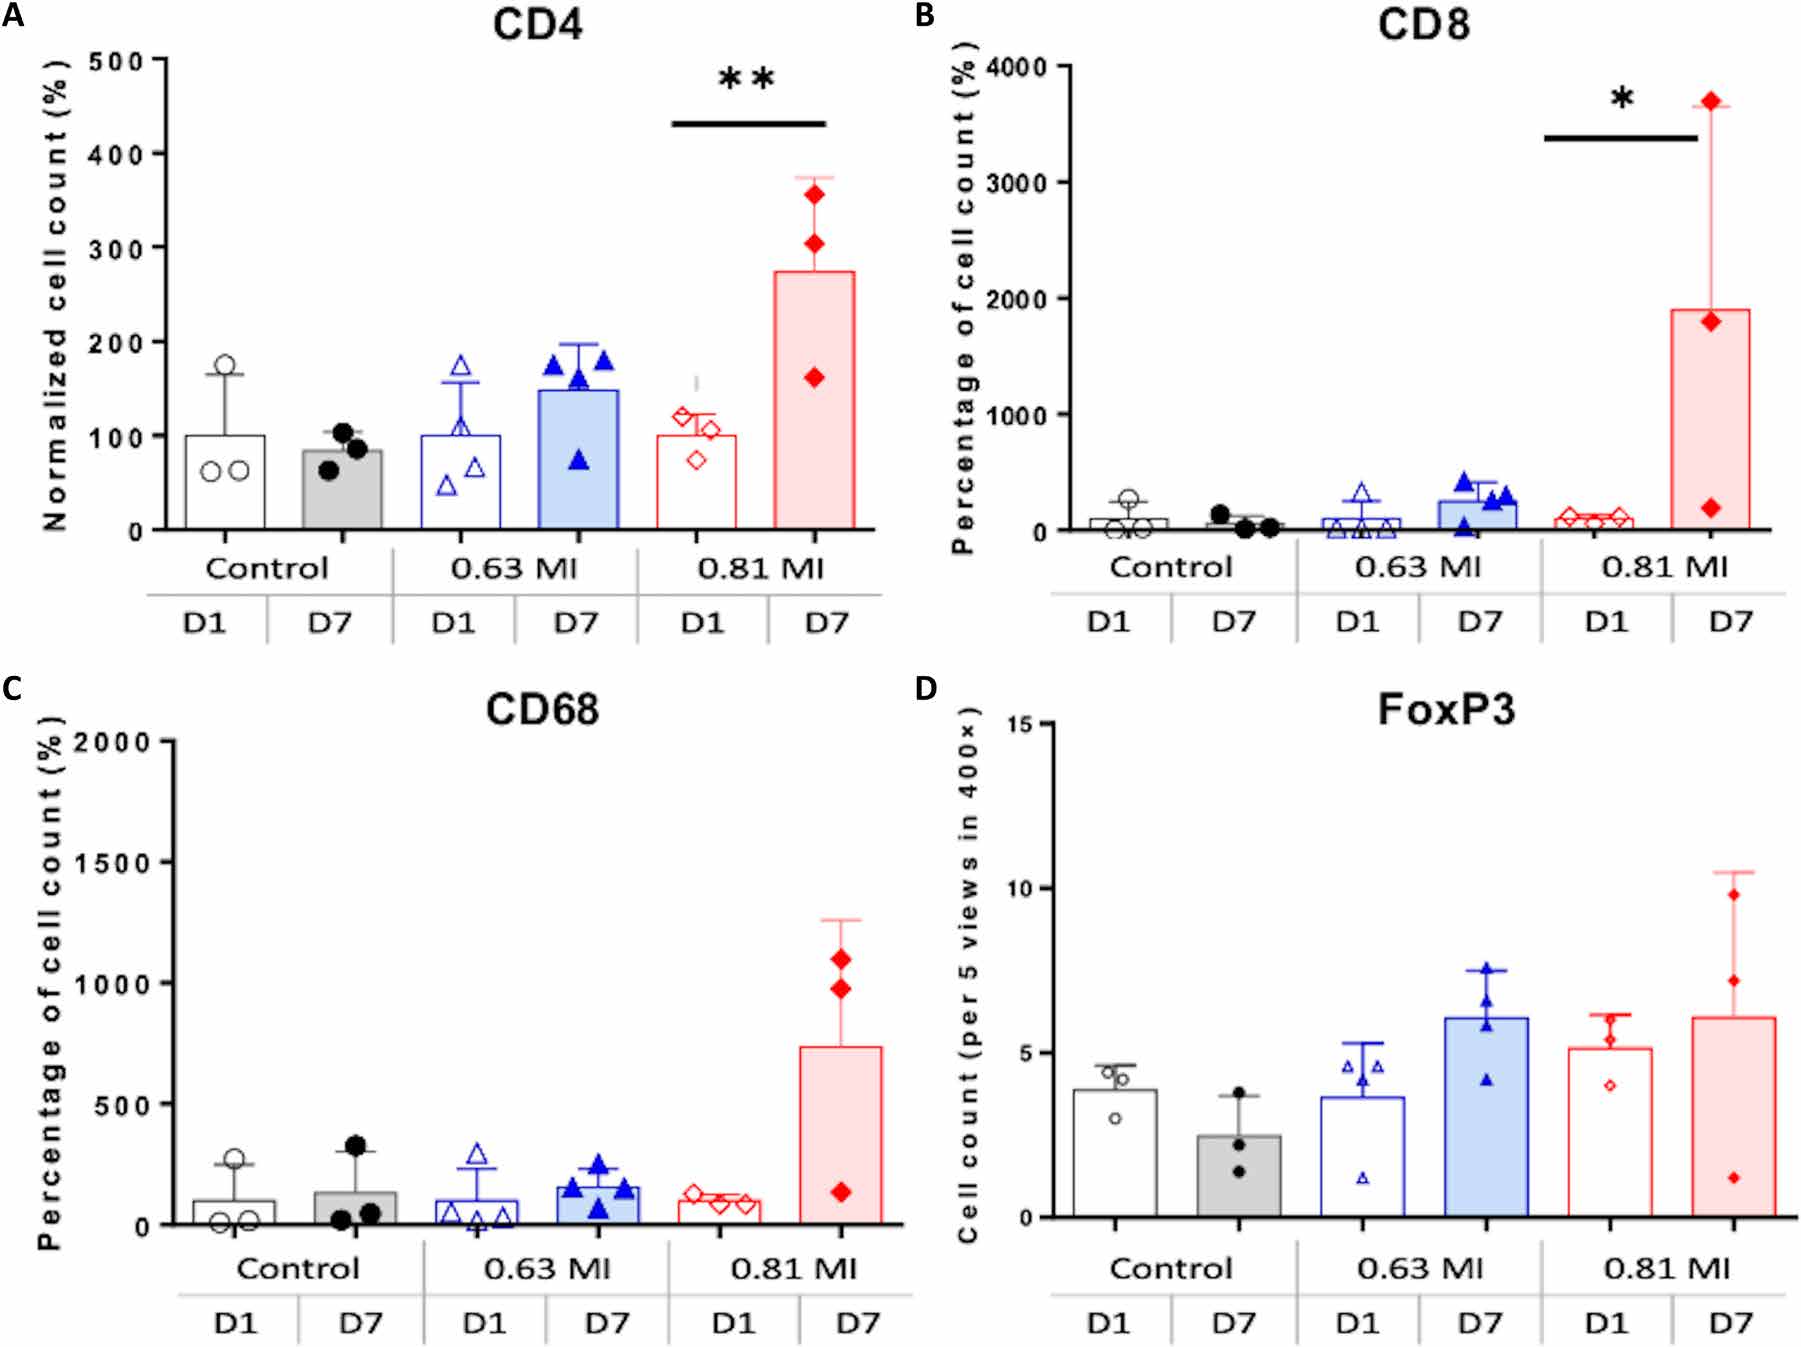 A
CD4
Normalized cell count (%)
500
400
300
200
100
0
**
Control 0.63 MI 0.81 MI
D1 D7 D1 D7 D1 D7
B
CD8
Percentage of cell count (%)
4000
3000
2000
1000
0
*
Control 0.63 MI 0.81 MI
D1 D7 D1 D7 D1 D7
C
CD68
Percentage of cell count (%)
2000
1500
1000
500
0
Control 0.63 MI 0.81 MI
D1 D7 D1 D7 D1 D7
D
FoxP3
Cell count (per 5 views in 400×)
15
10
5
0
Control 0.63 MI 0.81 MI
D1 D7 D1 D7 D1 D7